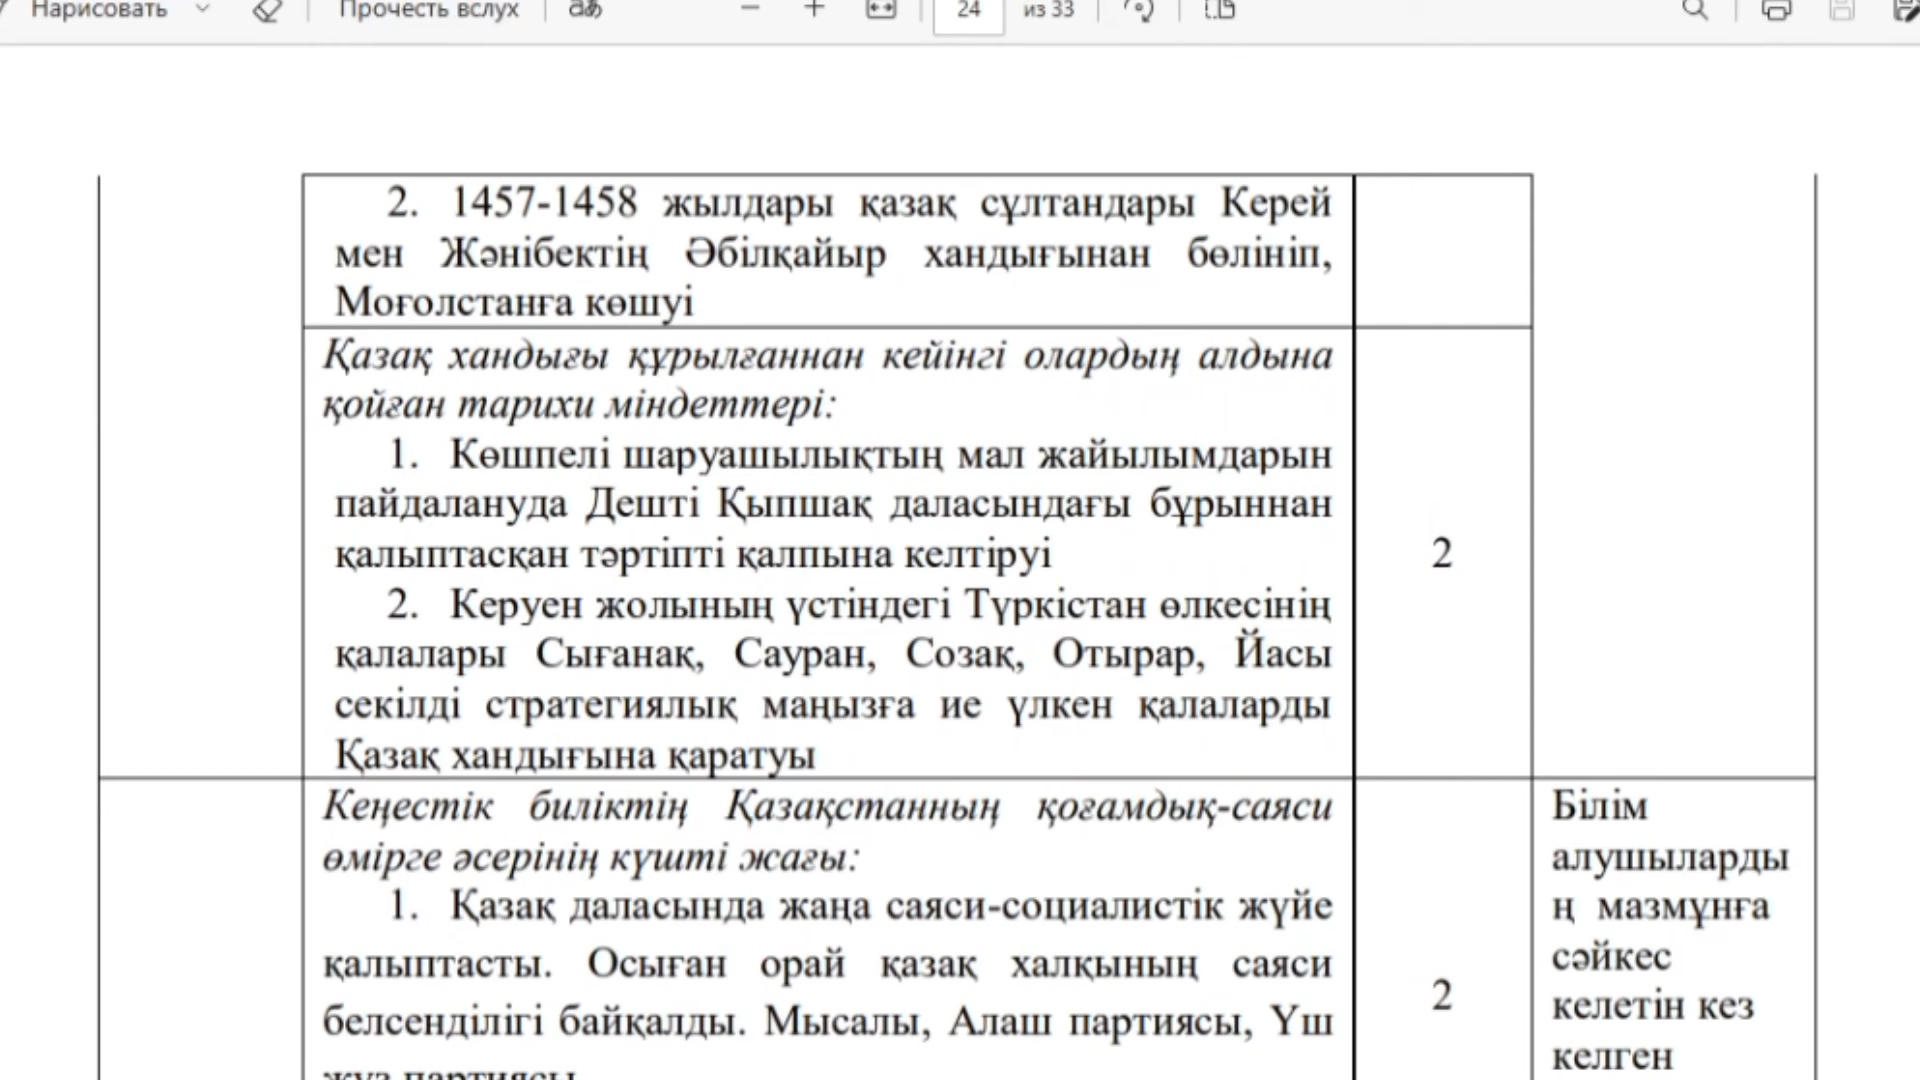 Нарисовать
Прочесть вслух
24
из 33
2. 1457-1458 жылдары қазақ сұлтандары Керей
мен Жәнібектің Әбілқайыр хандығынан бөлініп,
Моғолстанға көшуі
Қазақ хандығы құрылғаннан кейінгі олардың алдына
қойған тарихи міндеттері:
1. Көшпелі шаруашылықтың мал жайылымдарын
пайдалануда Дешті Қыпшақ даласындағы бұрыннан
қалыптасқан тәртіпті қалпына келтіруі
2. Керуен жолының үстіндегі Түркістан өлкесінің
қалалары Сығанақ, Сауран, Созақ, Отырар, Йасы
секілді стратегиялық маңызға ие үлкен қалаларды
Қазақ хандығына қаратуы
2
Кеңестік биліктің Қазақстанның қоғамдық-саяси
өмірге әсерінің күшті жағы:
1. Қазақ даласында жаңа саяси-социалистік жүйе
қалыптасты. Осыған орай қазақ халқының саяси
белсенділігі байқалды. Мысалы, Алаш партиясы, Үш
жүз партиясы
2
Білім
алушыларды
ң мазмұнға
сәйкес
келетін кез
келген